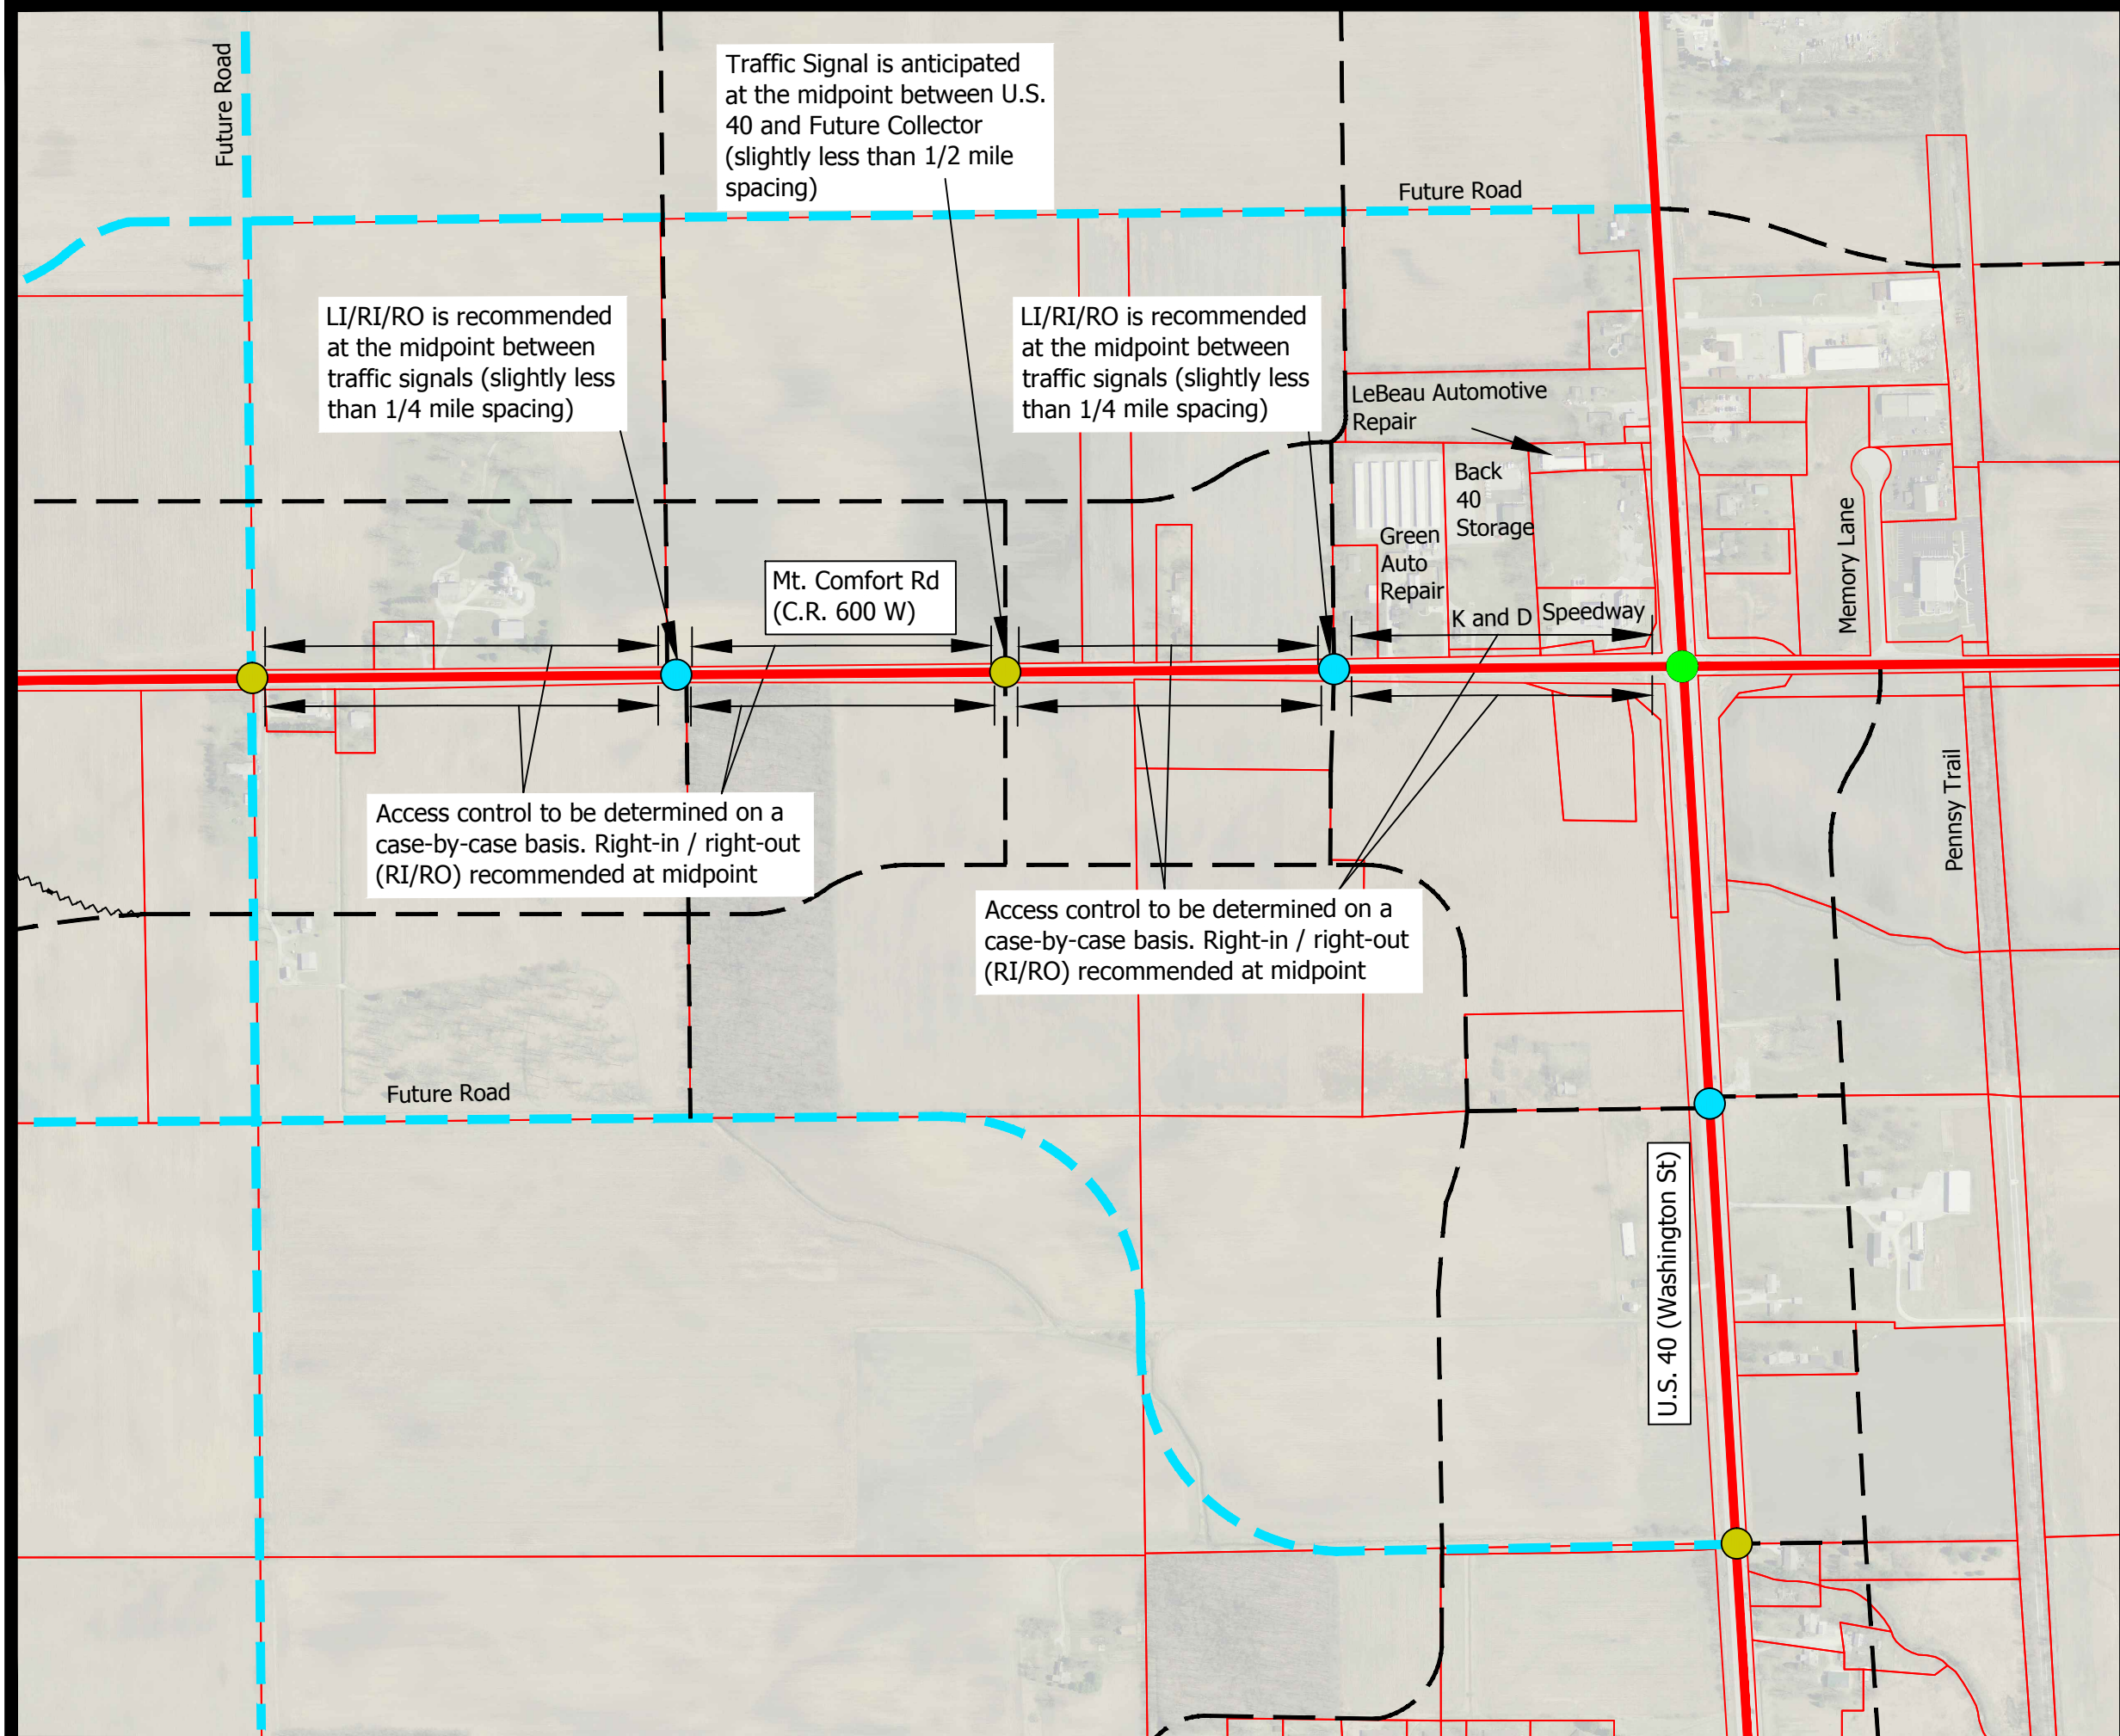 Future Road
Traffic Signal is anticipated
at the midpoint between U.S.
40 and Future Collector
(slightly less than 1/2 mile
spacing)
Future Road
LI/RI/RO is recommended
at the midpoint between
traffic signals (slightly less
than 1/4 mile spacing)
LI/RI/RO is recommended
at the midpoint between
traffic signals (slightly less
than 1/4 mile spacing)
LeBeau Automotive
Repair
Back
40
Storage
Green
Auto
Repair
K and D Speedway
Memory Lane
Mt. Comfort Rd
(C.R. 600 W)
Access control to be determined on a
case-by-case basis. Right-in / right-out
(RI/RO) recommended at midpoint
Access control to be determined on a
case-by-case basis. Right-in / right-out
(RI/RO) recommended at midpoint
Pennsy Trail
Future Road
U.S. 40 (Washington St)